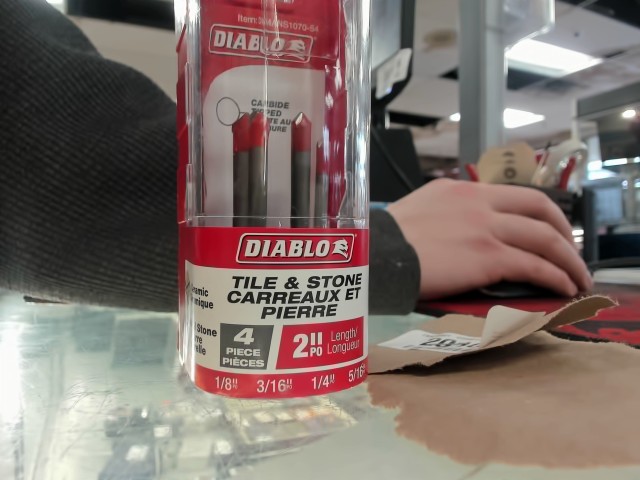 DIABLO
CARBIDE
DIABLO
TILE & STONE
CARREAUX ET
PIERRE
Stone
4
PIECE
PIÈCES
2"
PO
Length/
Longueur
1/8" 3/16" 1/4" 5/16